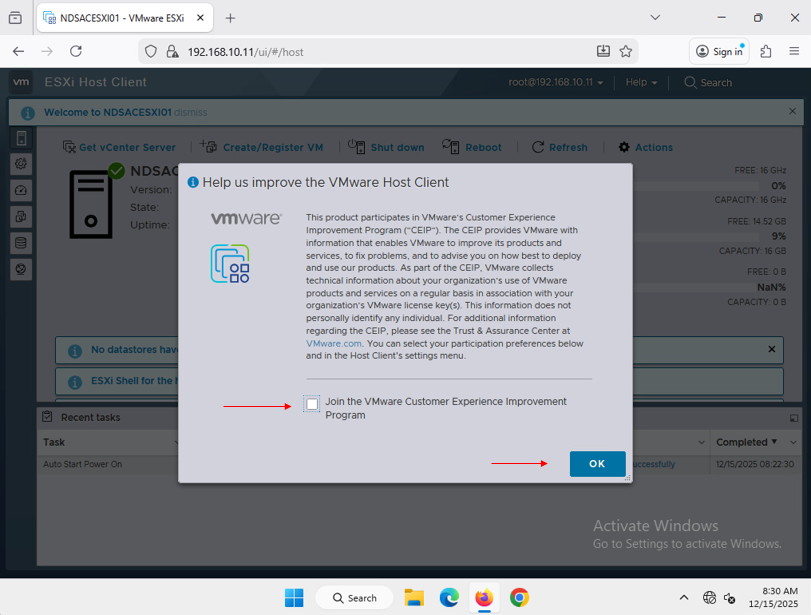 NDSACESXI01 - VMware ESXi
192.168.10.11/ui/#/host
Sign in
vm
ESXi Host Client
root@192.168.10.11
Help
Search
Welcome to NDSACESXI01 dismiss
Get vCenter Server
Create/Register VM
Shut down
Reboot
Refresh
Actions
NDSAC
Version:
State:
Uptime:
FREE: 16 GHz
0%
CAPACITY: 16 GHz
FREE: 14.52 GB
9%
CAPACITY: 16 GB
FREE: 0 B
NaN%
CAPACITY: 0 B
Help us improve the VMware Host Client
vmware
This product participates in VMware's Customer Experience
Improvement Program ("CEIP"). The CEIP provides VMware with
information that enables VMware to improve its products and
services, to fix problems, and to advise you on how best to deploy
and use our products. As part of the CEIP, VMware collects
technical information about your organization's use of VMware
products and services on a regular basis in association with your
organization's VMware license key(s). This information does not
personally identify any individual. For additional information
regarding the CEIP, please see the Trust & Assurance Center at
VMware.com. You can select your participation preferences below
and in the Host Client's settings menu.
Join the VMware Customer Experience Improvement
Program
OK
No datastores have
ESXi Shell for the
Recent tasks
Task
Completed
Auto Start Power On
uccessfully
12/15/2025 08:22:30
Activate Windows
Go to Settings to activate Windows.
Search
8:30 AM
12/15/2025